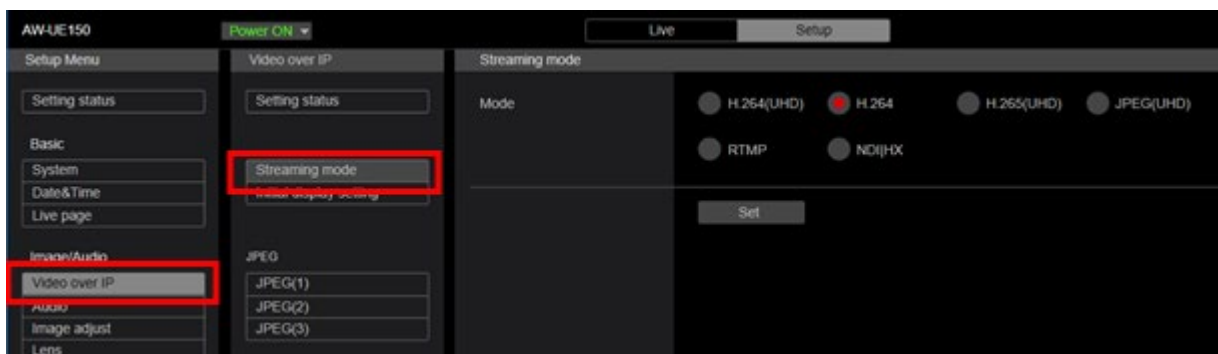 AW-UE150 Power ON Live Setup
Setup Menu Video over IP Streaming mode
Setting status Setting status Mode H.264(UHD) H.264 H.265(UHD) JPEG(UHD)
Basic RTMP NDI|HX
System Streaming mode
Date&Time Initial display setting
Live page Set
Image/Audio JPEG
Video over IP JPEG(1)
Audio JPEG(2)
Image adjust JPEG(3)
Lens